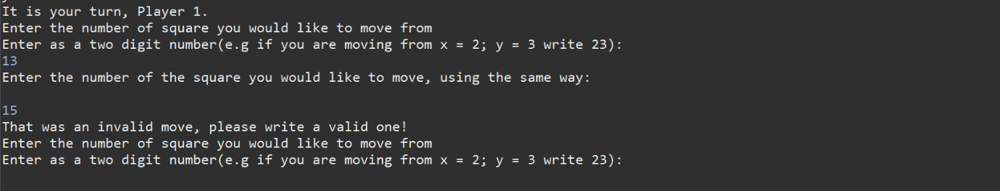 It is your turn, Player 1.
Enter the number of square you would like to move from
Enter as a two digit number(e.g if you are moving from x = 2; y = 3 write 23):
13
Enter the number of the square you would like to move, using the same way:
15
That was an invalid move, please write a valid one!
Enter the number of square you would like to move from
Enter as a two digit number(e.g if you are moving from x = 2; y = 3 write 23):